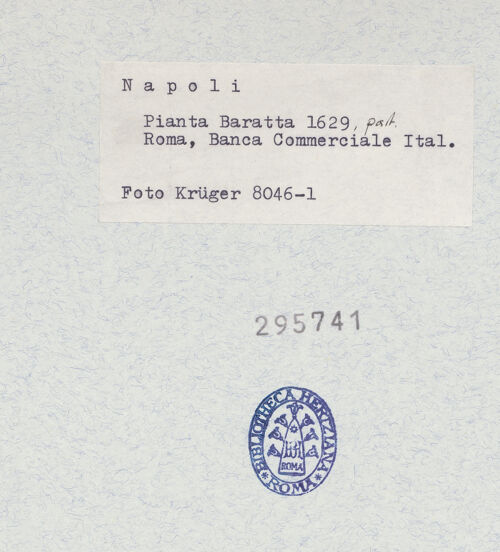 Napoli
Pianta Baratta 1629, part.
Roma, Banca Commerciale Ital.
Foto Krüger 8046-1
295741
BIBLIOTHECA HERTZIANA
ROMA
* ROMA *